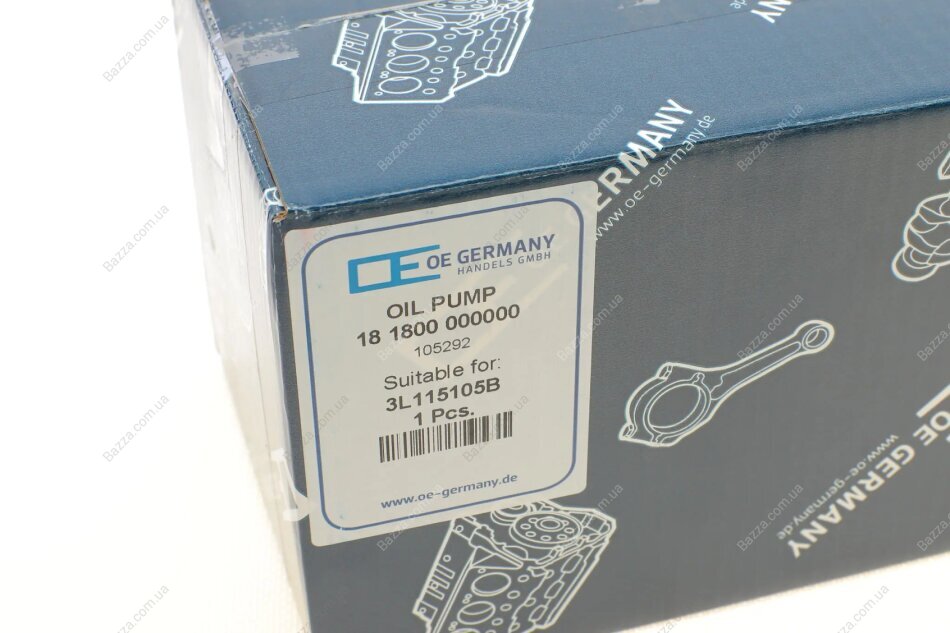 OE GERMANY
HANDELS GMBH
OIL PUMP
18 1800 000000
105292
Suitable for:
3L115105B
1 Pcs.
www.oe-germany.de
GERMANY
www.oe-germany.de
OE GERMANY
www.oe-germany.de
Bazza.com.ua